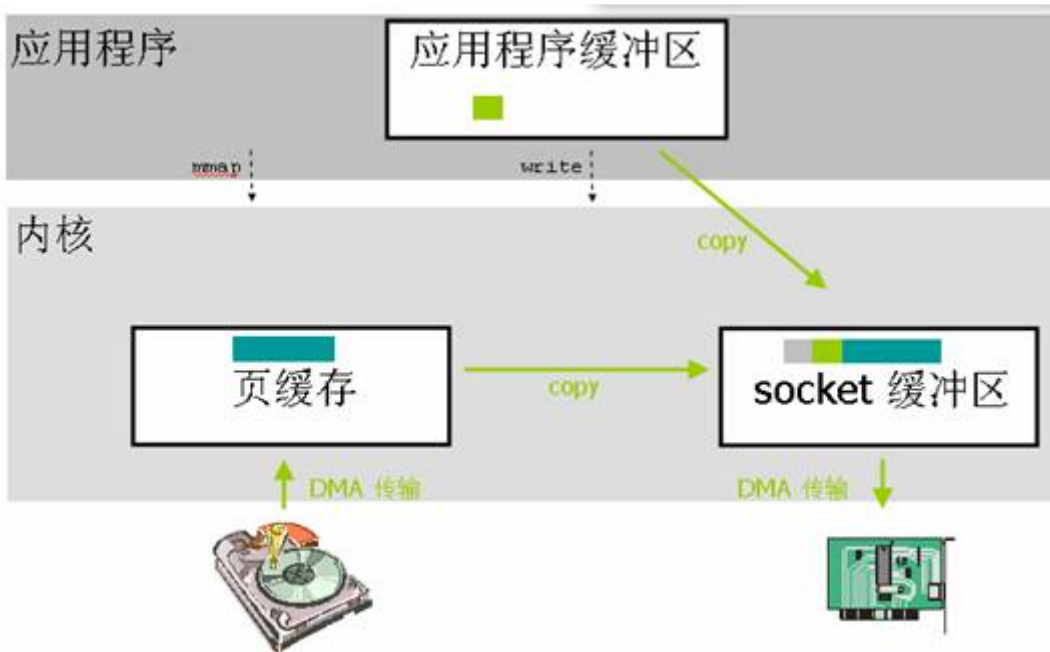 应用程序
应用程序缓冲区
mmap
write
内核
copy
页缓存
copy
socket 缓冲区
DMA 传输
DMA 传输